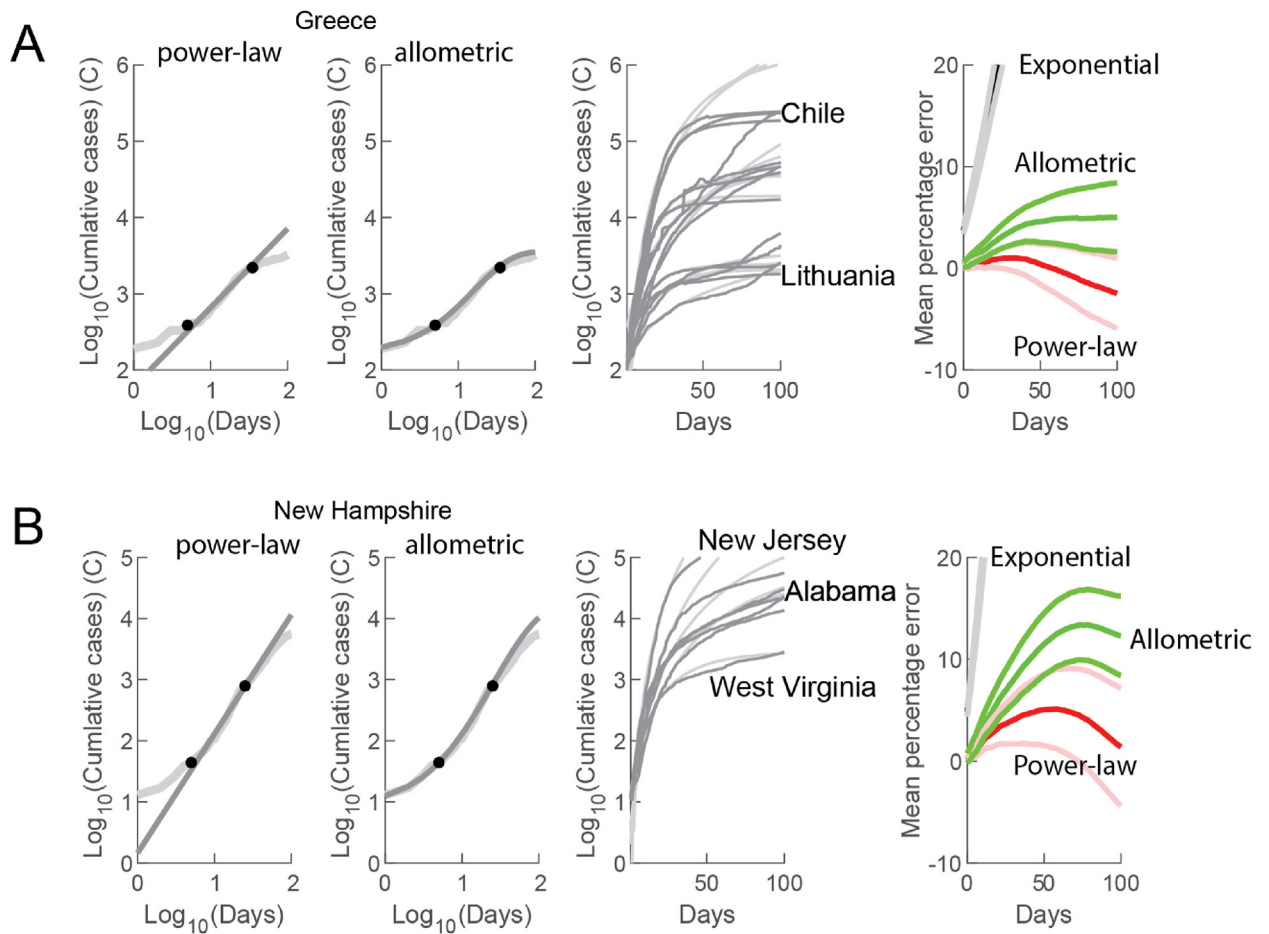 A
Greece
power-law
allometric
6
5
4
3
2
Log10(Cumlative cases) (C)
0 1 2
Log10(Days)
6
5
4
3
2
Log10(Cumulative cases) (C)
0 1 2
Log10(Days)
6
5
4
3
2
Log10(Cumulative cases) (C)
Chile
Lithuania
50 100
Days
20
10
0
-10
Mean percentage error
Exponential
Allometric
Power-law
0 50 100
Days
B
New Hampshire
power-law
allometric
5
4
3
2
1
0
Log10(Cumlative cases) (C)
0 1 2
Log10(Days)
5
4
3
2
1
0
Log10(Cumlative cases) (C)
0 1 2
Log10(Days)
New Jersey
5
4
3
2
1
0
Log10(Cumlative cases) (C)
Alabama
West Virginia
50 100
Days
20
10
0
-10
Mean percentage error
Exponential
Allometric
Power-law
0 50 100
Days